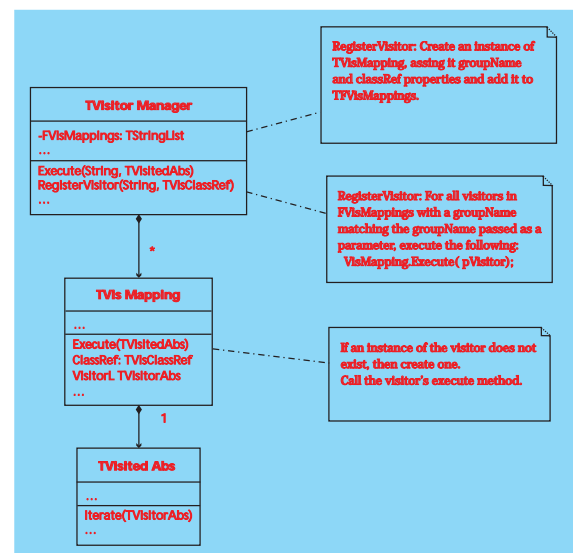 RegisterVisitor: Create an instance of
TVisMapping, assing it groupName
and classRef properties and add it to
TFVisMappings.
TVisitor Manager
-FVisMappings: TStringList
...
Execute(String, TVisitedAbs)
RegisterVisitor(String, TVisClassRef)
...
RegisterVisitor: For all visitors in
FVisMappings with a groupName
matching the groupName passed as a
parameter, execute the following:
VisMapping.Execute( pVisitor);
*
TVis Mapping
...
Execute(TVisitedAbs)
ClassRef: TVisClassRef
VisitorI. TVisitorAbs
...
If an instance of the visitor does not
exist, then create one.
Call the visitor's execute method.
1
TVisited Abs
...
Iterate(TVisitorAbs)
...